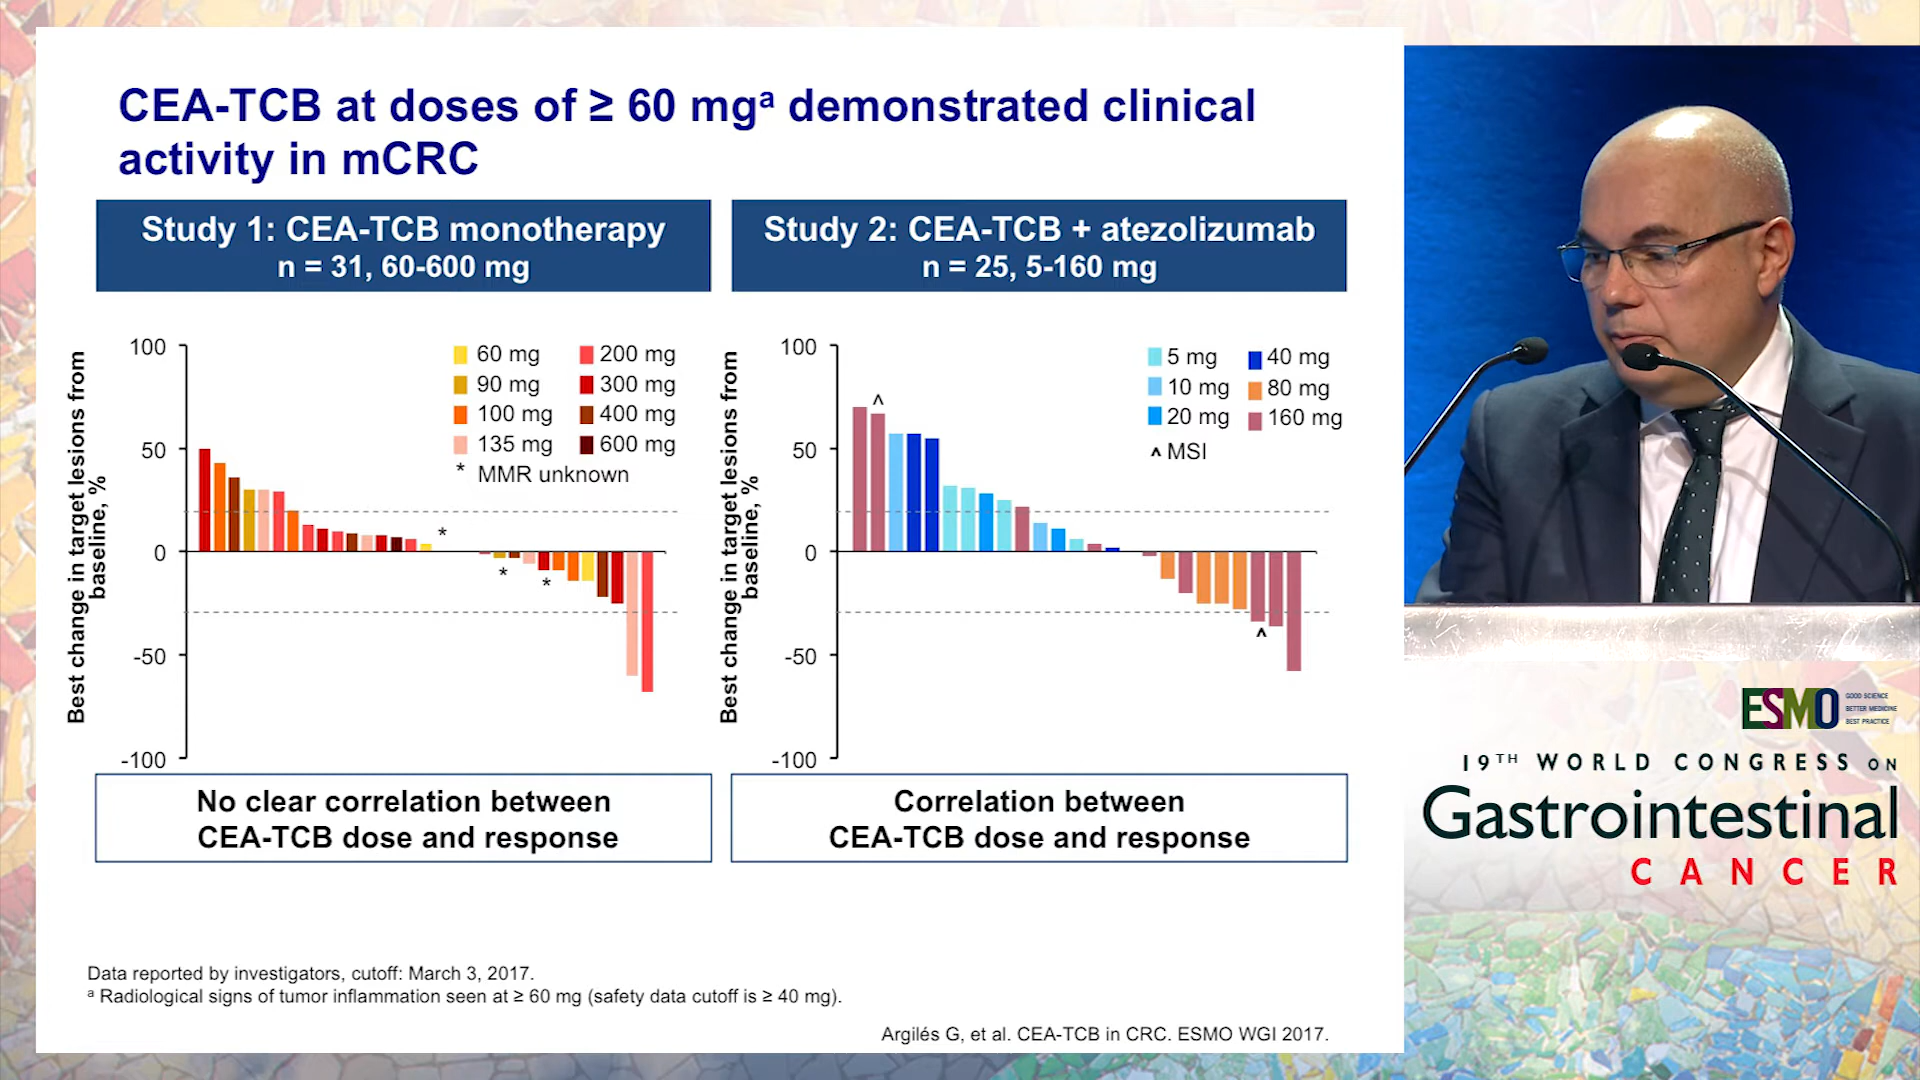 CEA-TCB at doses of ≥ 60 mgᵃ demonstrated clinical
activity in mCRC
Study 1: CEA-TCB monotherapy
n = 31, 60-600 mg
Best change in target lesions from
baseline, %
100
50
0
-50
-100
60 mg
90 mg
100 mg
135 mg
200 mg
300 mg
400 mg
600 mg
* MMR unknown
*
*
*
No clear correlation between
CEA-TCB dose and response
Study 2: CEA-TCB + atezolizumab
n = 25, 5-160 mg
Best change in target lesions from
baseline, %
100
50
0
-50
-100
5 mg
10 mg
20 mg
40 mg
80 mg
160 mg
^ MSI
^
^
Correlation between
CEA-TCB dose and response
Data reported by investigators, cutoff: March 3, 2017.
ᵃ Radiological signs of tumor inflammation seen at ≥ 60 mg (safety data cutoff is ≥ 40 mg).
Argilés G, et al. CEA-TCB in CRC. ESMO WGI 2017.
ESMO
GOOD SCIENCE
BETTER MEDICINE
BEST PRACTICE
19TH WORLD CONGRESS ON
Gastrointestinal
CANCER